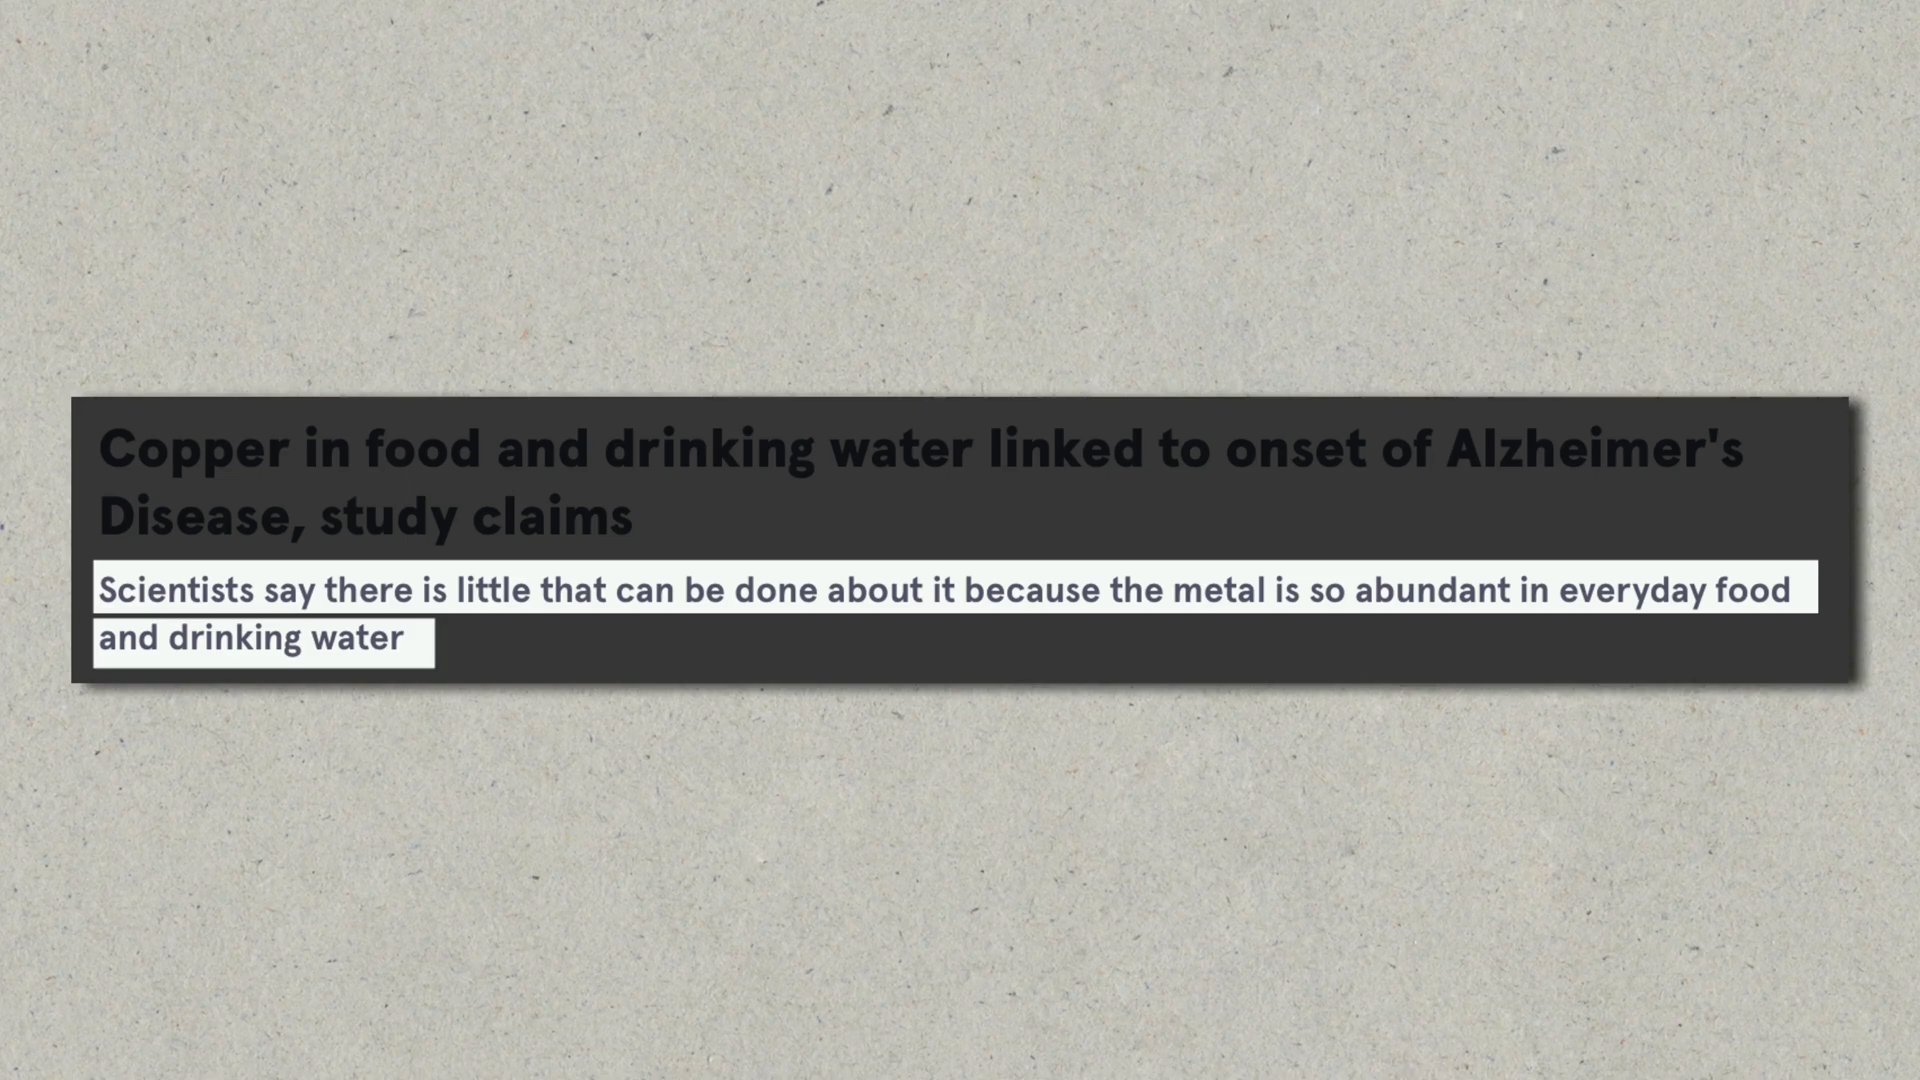 Copper in food and drinking water linked to onset of Alzheimer's
Disease, study claims
Scientists say there is little that can be done about it because the metal is so abundant in everyday food
and drinking water